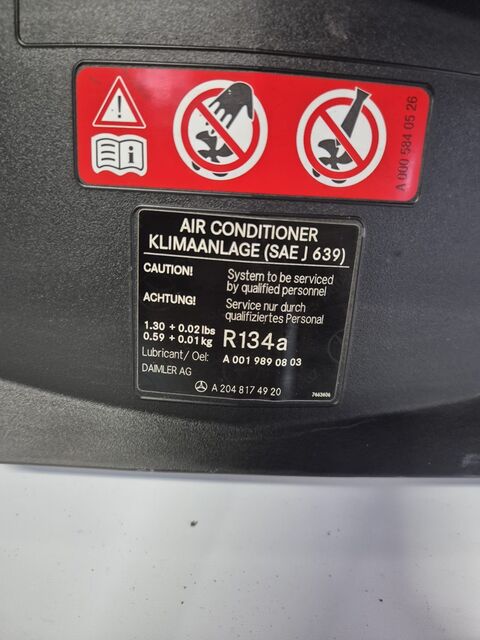 A 000 584 05 26
AIR CONDITIONER
KLIMAANLAGE (SAE J 639)
CAUTION! System to be serviced
by qualified personnel
ACHTUNG! Service nur durch
qualifiziertes Personal
1.30 + 0.02 lbs
0.59 + 0.01 kg R134a
Lubricant / Oel: A 001 989 08 03
DAIMLER AG
A 204 817 49 20
7663606